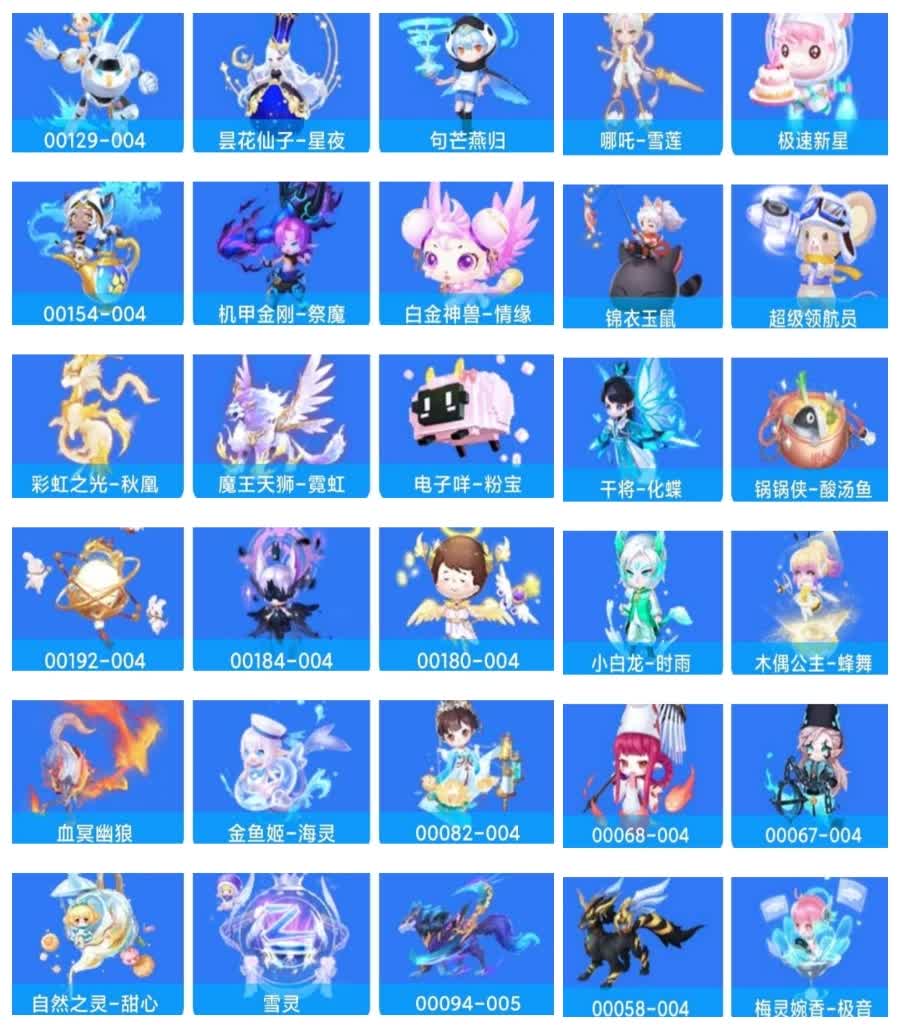 00129-004
昙花仙子-星夜
句芒燕归
哪吒-雪莲
极速新星
00154-004
机甲金刚-祭魔
白金神兽-情缘
锦衣玉鼠
超级领航员
彩虹之光-秋凰
魔王天狮-霓虹
电子咩-粉宝
干将-化蝶
锅锅侠-酸汤鱼
00192-004
00184-004
00180-004
小白龙-时雨
木偶公主-蜂舞
血冥幽狼
金鱼姬-海灵
00082-004
00068-004
00067-004
自然之灵-甜心
雪灵
00094-005
00058-004
梅灵婉香-极音